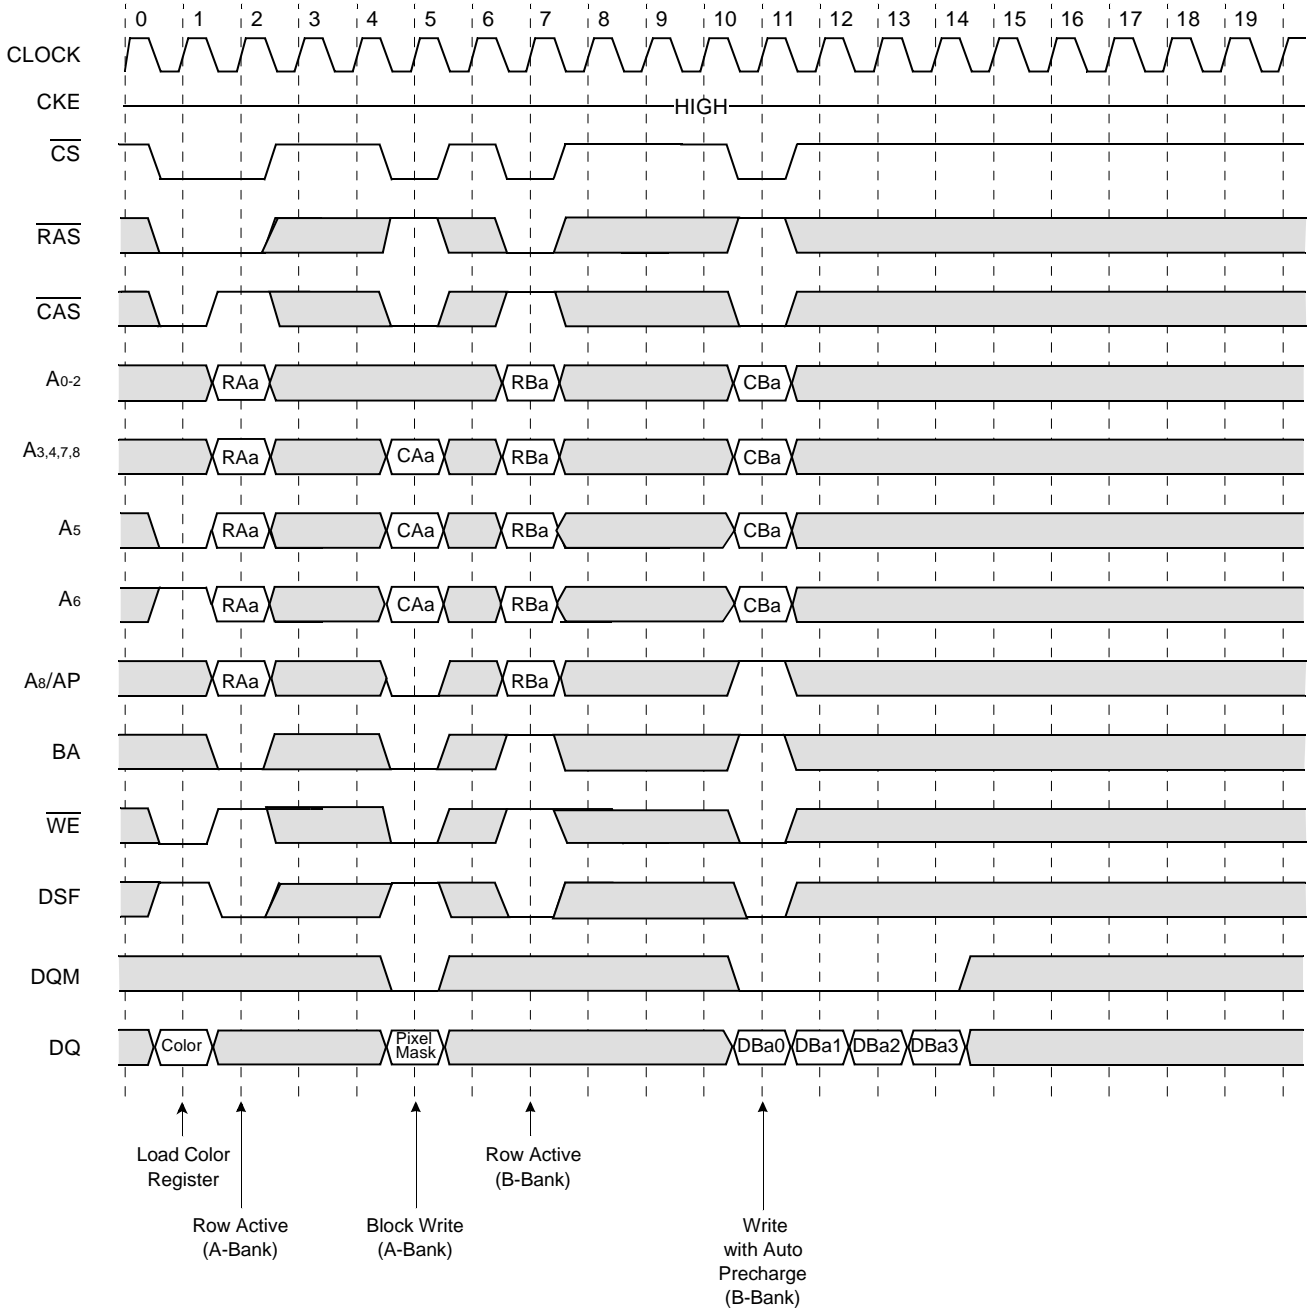 0 1 2 3 4 5 6 7 8 9 10 11 12 13 14 15 16 17 18 19
CLOCK
CKE HIGH
CS
RAS
CAS
A0-2 RAa RBa CBa
A3,4,7,8 RAa CAa RBa CBa
A5 RAa CAa RBa CBa
A6 RAa CAa RBa CBa
A8/AP RAa RBa
BA
WE
DSF
DQM
DQ Color Pixel Mask DBa0 DBa1 DBa2 DBa3
Load Color
Register
Row Active
(B-Bank)
Row Active
(A-Bank)
Block Write
(A-Bank)
Write
with Auto
Precharge
(B-Bank)